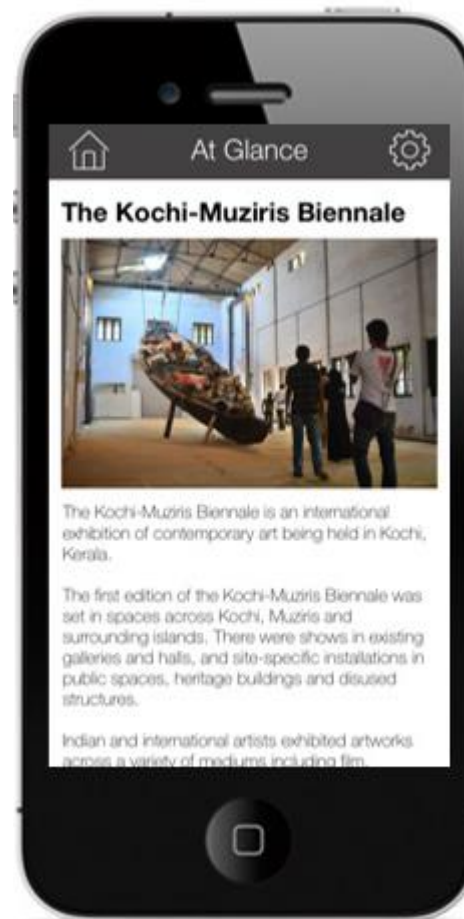 At Glance
The Kochi-Muziris Biennale
The Kochi-Muziris Biennale is an international
exhibition of contemporary art being held in Kochi,
Kerala.
The first edition of the Kochi-Muziris Biennale was
set in spaces across Kochi, Muziris and
surrounding islands. There were shows in existing
galleries and halls, and site-specific installations in
public spaces, heritage buildings and disused
structures.
Indian and international artists exhibited artworks
across a variety of mediums including film,